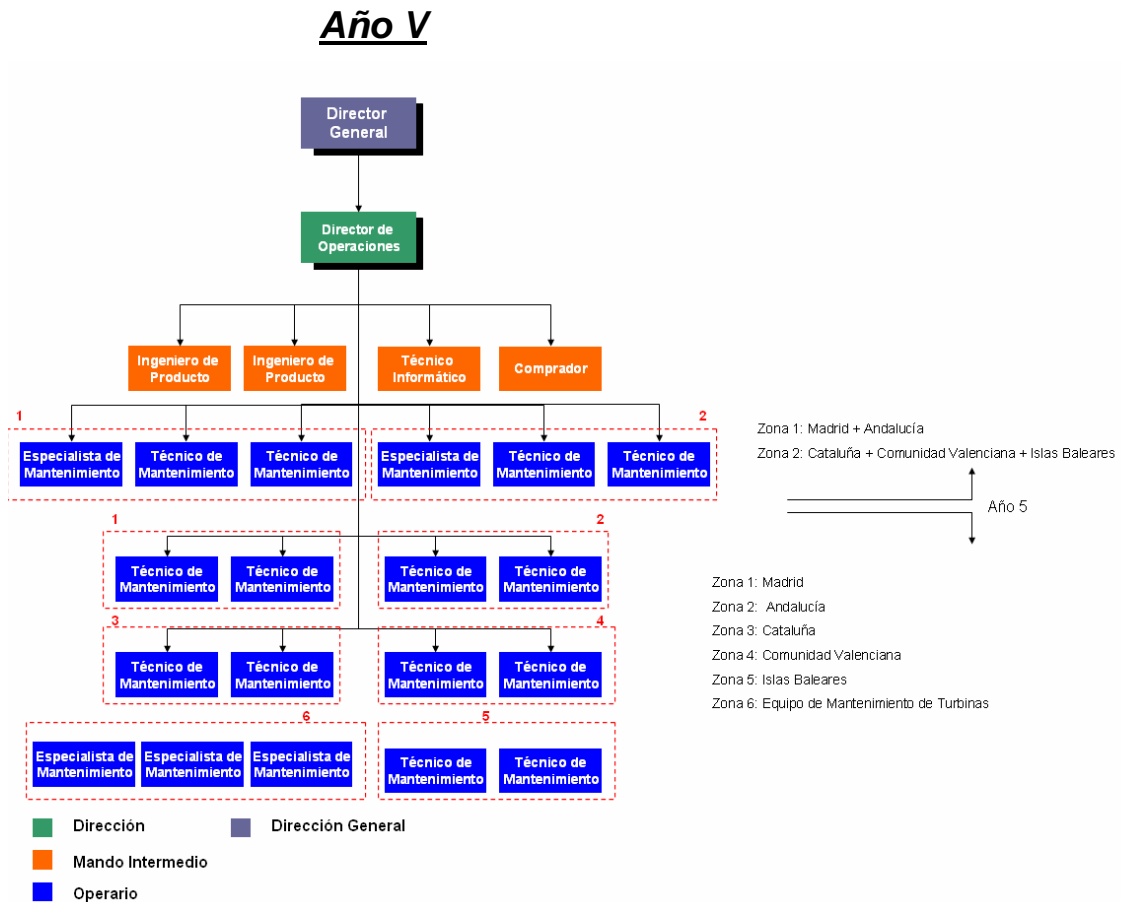 Año V
Director
General
Director de
Operaciones
Ingeniero de
Producto
Ingeniero de
Producto
Técnico
Informático
Comprador
1
2
Especialista de
Mantenimiento
Técnico de
Mantenimiento
Técnico de
Mantenimiento
Especialista de
Mantenimiento
Técnico de
Mantenimiento
Técnico de
Mantenimiento
Zona 1: Madrid + Andalucía
Zona 2: Cataluña + Comunidad Valenciana + Islas Baleares
Año 5
1
2
Técnico de
Mantenimiento
Técnico de
Mantenimiento
Técnico de
Mantenimiento
Técnico de
Mantenimiento
3
4
Técnico de
Mantenimiento
Técnico de
Mantenimiento
Técnico de
Mantenimiento
Técnico de
Mantenimiento
Zona 1: Madrid
Zona 2: Andalucía
Zona 3: Cataluña
Zona 4: Comunidad Valenciana
Zona 5: Islas Baleares
Zona 6: Equipo de Mantenimiento de Turbinas
6
5
Especialista de
Mantenimiento
Especialista de
Mantenimiento
Especialista de
Mantenimiento
Técnico de
Mantenimiento
Técnico de
Mantenimiento
Dirección
Dirección General
Mando Intermedio
Operario